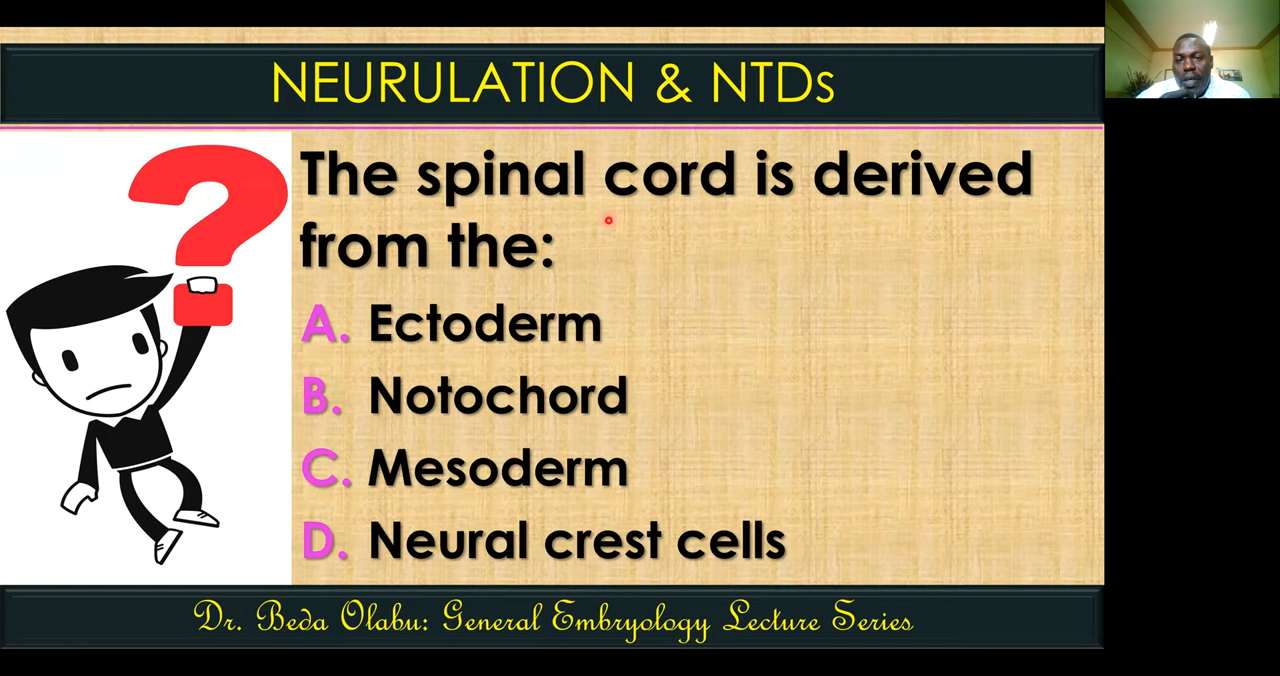 NEURULATION & NTDs
The spinal cord is derived
from the:
A. Ectoderm
B. Notochord
C. Mesoderm
D. Neural crest cells
Dr. Beda Olabu: General Embryology Lecture Series